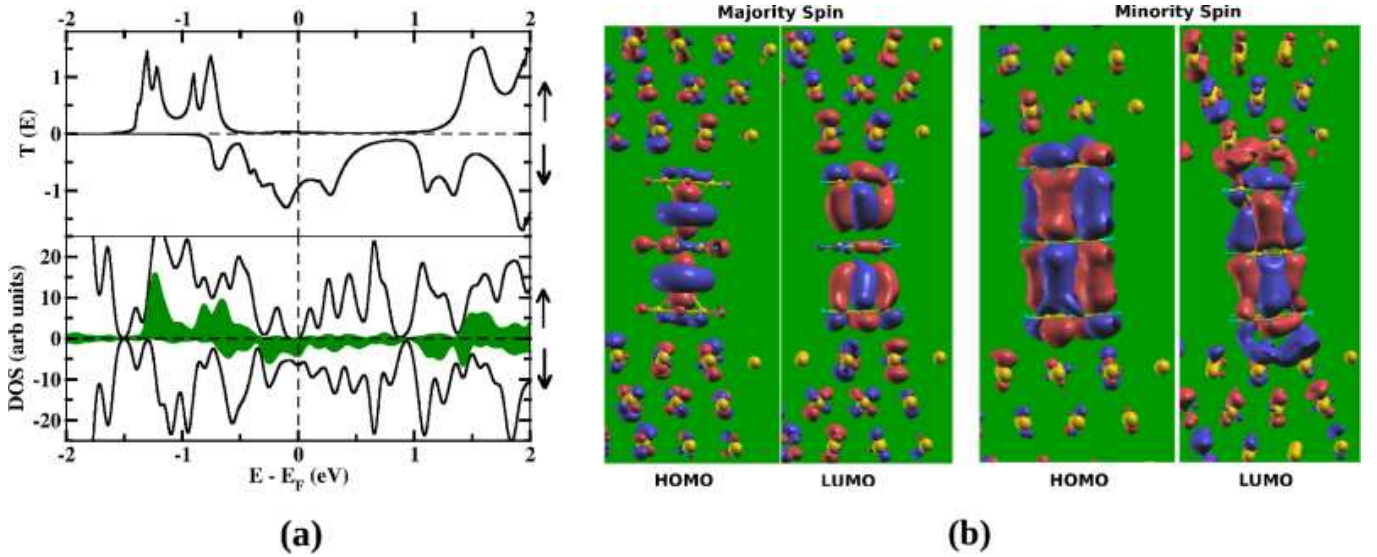 -2 -1 0 1 2
1
0
-1
T (E)
20
10
0
-10
-20
DOS (arb units)
-2 -1 0 1 2
E - E_F (eV)
(a)
Majority Spin
HOMO LUMO
Minority Spin
HOMO LUMO
(b)